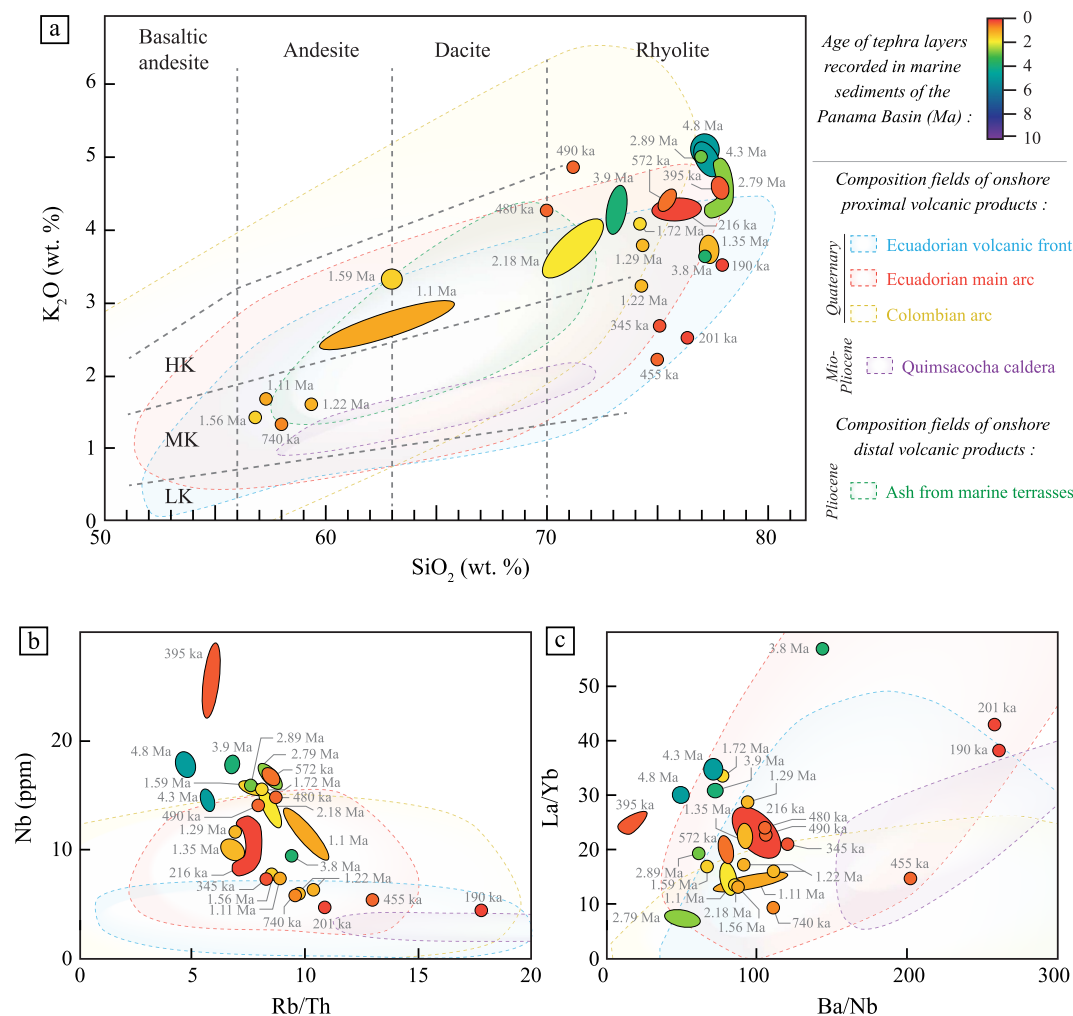 a
Basaltic
andesite
Andesite
Dacite
Rhyolite
HK
MK
LK
K2O (wt. %)
6
5
4
3
2
1
0
50
60
70
80
SiO2 (wt. %)
4.8 Ma
2.89 Ma
4.3 Ma
490 ka
572 ka
3.9 Ma
395 ka
2.79 Ma
480 ka
216 ka
1.72 Ma
1.35 Ma
2.18 Ma
1.29 Ma
3.8 Ma
190 ka
1.59 Ma
1.1 Ma
1.22 Ma
345 ka
201 ka
455 ka
1.11 Ma
1.56 Ma
1.22 Ma
740 ka
Age of tephra layers
recorded in marine
sediments of the
Panama Basin (Ma) :
0
2
4
6
8
10
Composition fields of onshore
proximal volcanic products :
Quaternary
Ecuadorian volcanic front
Ecuadorian main arc
Colombian arc
Mio-
Pliocene
Quimsacocha caldera
Composition fields of onshore
distal volcanic products :
Pliocene
Ash from marine terrasses
b
Nb (ppm)
20
10
0
0
5
10
15
20
Rb/Th
395 ka
4.8 Ma
3.9 Ma
2.89 Ma
2.79 Ma
572 ka
1.59 Ma
1.72 Ma
4.3 Ma
480 ka
490 ka
2.18 Ma
1.29 Ma
1.1 Ma
1.35 Ma
3.8 Ma
216 ka
1.22 Ma
345 ka
1.56 Ma
1.11 Ma
740 ka
201 ka
455 ka
190 ka
c
La/Yb
50
40
30
20
10
0
0
100
200
300
Ba/Nb
3.8 Ma
201 ka
190 ka
4.3 Ma
1.72 Ma
3.9 Ma
4.8 Ma
1.29 Ma
395 ka
1.35 Ma
216 ka
480 ka
490 ka
572 ka
345 ka
2.89 Ma
455 ka
1.59 Ma
1.22 Ma
1.1 Ma
1.11 Ma
2.79 Ma
2.18 Ma
1.56 Ma
740 ka